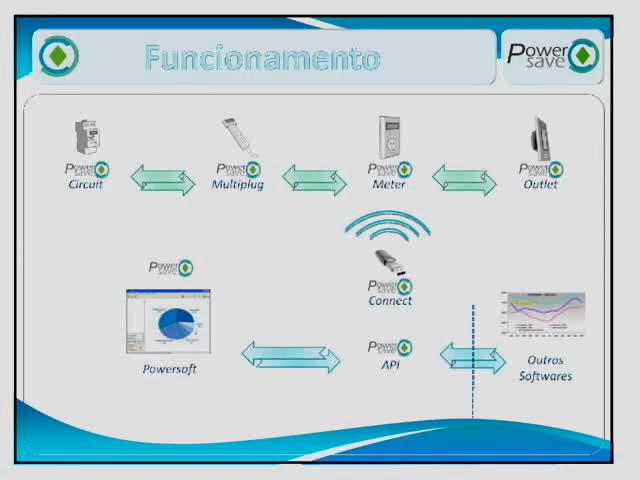 Funcionamento
Power
save
Power
save
Circuit
Power
save
Multiplug
Power
save
Meter
Power
save
Outlet
Power
save
Power
save
Connect
Powersoft
Power
save
API
Outros
Softwares